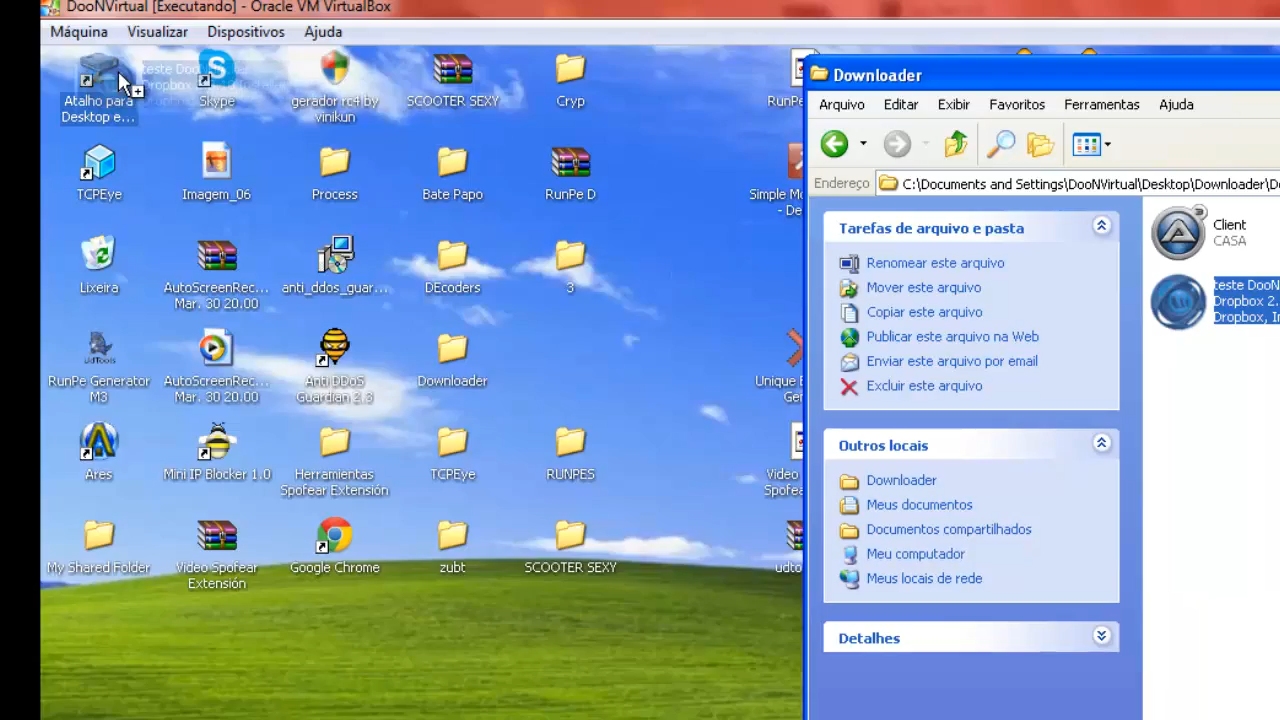 DooNVirtual [Executando] - Oracle VM VirtualBox
Máquina Visualizar Dispositivos Ajuda
Atalho para
Desktop e...
Skype
gerador rc4 by
vinikun
SCOOTER SEXY
Cryp
TCPEye
Imagem_06
Process
Bate Papo
RunPe D
Lixeira
AutoScreenRec...
Mar. 30 20.00
anti_ddos_guar...
DEcoders
3
RunPe Generator
M3
AutoScreenRec...
Mar. 30 20.00
Anti DDoS
Guardian 2.3
Downloader
Ares
Mini IP Blocker 1.0
Herramientas
Spofear Extensión
TCPEye
RUNPES
My Shared Folder
Video Spofear
Extensión
Google Chrome
zubt
SCOOTER SEXY
RunPe
Simple Mo
- De
Unique E
Gen
Video
Spofea
udto
Downloader
Arquivo Editar Exibir Favoritos Ferramentas Ajuda
Endereço C:\Documents and Settings\DooNVirtual\Desktop\Downloader\Do
Tarefas de arquivo e pasta
Renomear este arquivo
Mover este arquivo
Copiar este arquivo
Publicar este arquivo na Web
Enviar este arquivo por email
Excluir este arquivo
Outros locais
Downloader
Meus documentos
Documentos compartilhados
Meu computador
Meus locais de rede
Detalhes
Client
CASA
teste DooN
Dropbox 2.
Dropbox, In